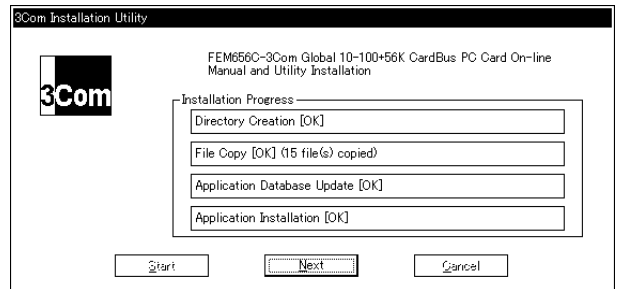 3Com Installation Utility
FEM656C-3Com Global 10-100+56K CardBus PC Card On-line
Manual and Utility Installation
3Com
Installation Progress
Directory Creation [OK]
File Copy [OK] (15 file(s) copied)
Application Database Update [OK]
Application Installation [OK]
Start Next Cancel